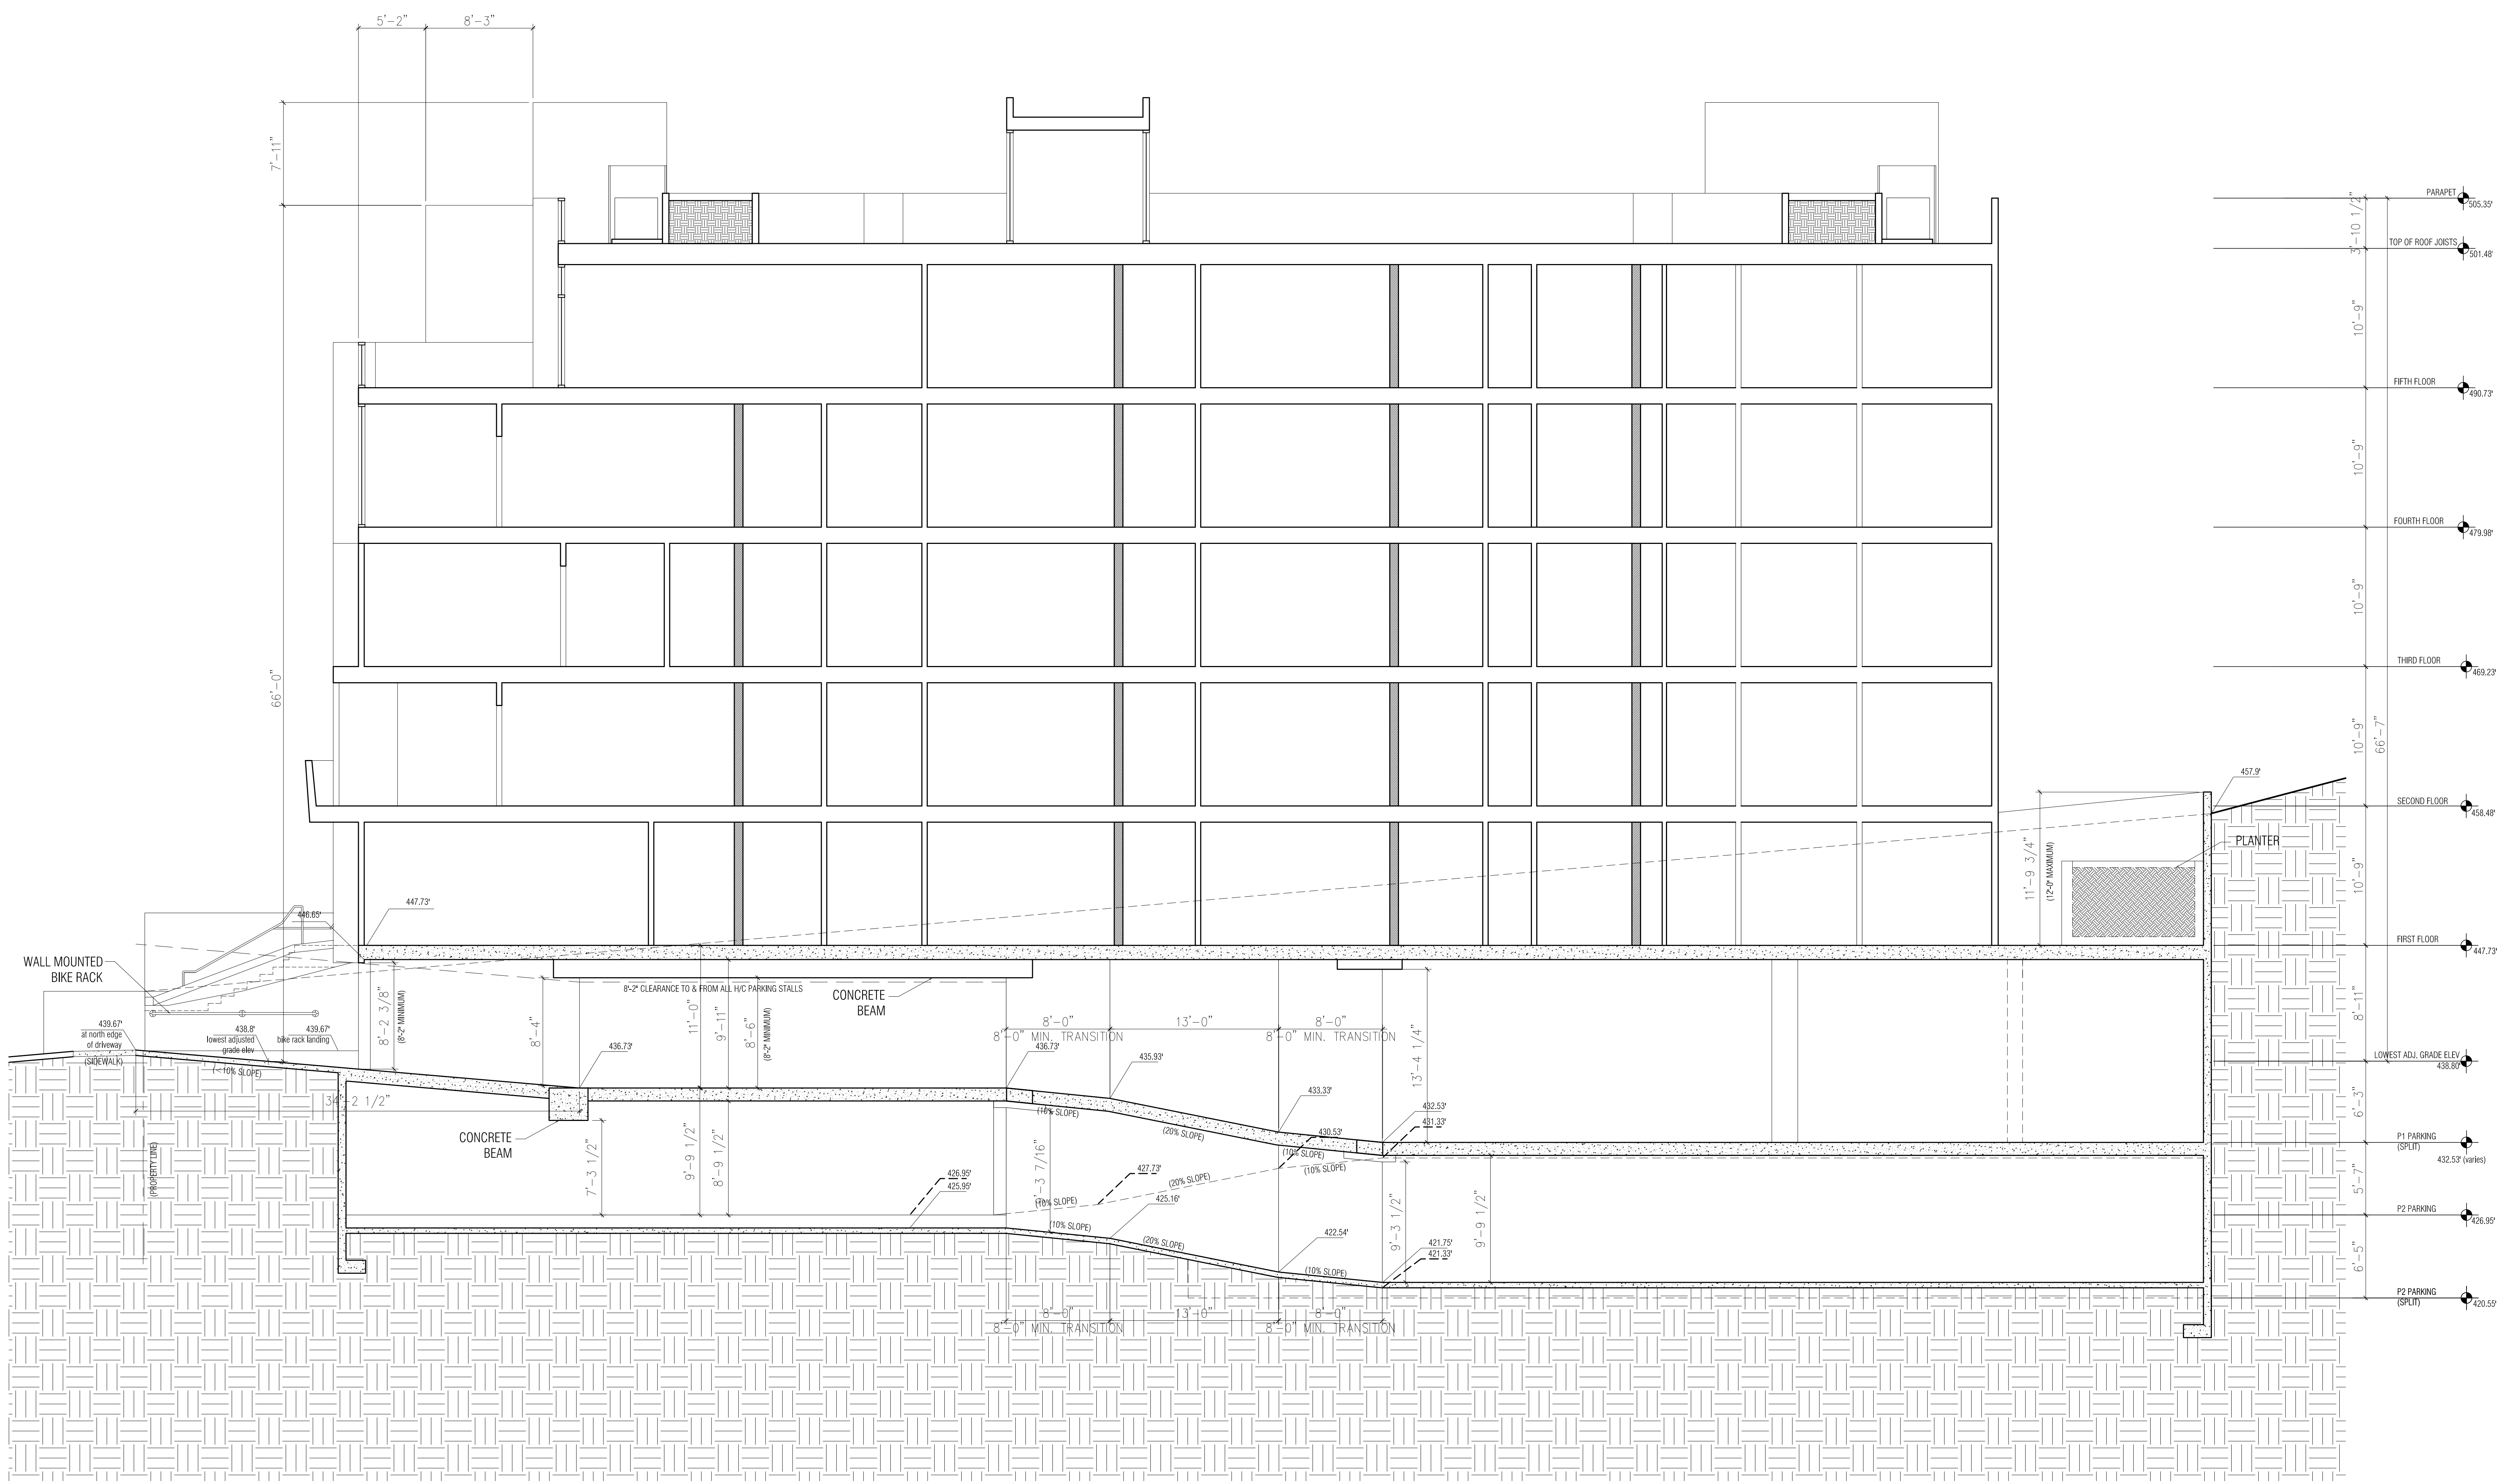 5'-2"
8'-3"
7'-11"
66'-0"
PARAPET
505.35'
3'-10 1/2"
TOP OF ROOF JOISTS
501.48'
10'-9"
FIFTH FLOOR
490.73'
10'-9"
FOURTH FLOOR
479.98'
10'-9"
THIRD FLOOR
469.23'
10'-9"
66'-7"
SECOND FLOOR
458.48'
10'-9"
FIRST FLOOR
447.73'
8'-11"
LOWEST ADJ. GRADE ELEV
438.80'
6'-3"
P1 PARKING
(SPLIT)
432.53' (varies)
5'-7"
P2 PARKING
426.95'
6'-5"
P2 PARKING
(SPLIT)
420.55'
457.9'
PLANTER
11'-9 3/4"
(12'-0" MAXIMUM)
447.73'
446.65'
WALL MOUNTED
BIKE RACK
439.67'
at north edge
of driveway
(SIDEWALK)
438.8'
lowest adjusted
grade elev
439.67'
bike rack landing
(<10% SLOPE)
34'-2 1/2"
(PROPERTY LINE)
8'-2 3/8"
(8'-2" MINIMUM)
8'-4"
8'-2" CLEARANCE TO & FROM ALL H/C PARKING STALLS
CONCRETE
BEAM
11'-0"
9'-11"
8'-6"
(8'-2" MINIMUM)
436.73'
436.73'
8'-0"
8'-0" MIN. TRANSITION
13'-0"
8'-0"
8'-0" MIN. TRANSITION
435.93'
433.33'
432.53'
431.33'
430.53'
13'-4 1/4"
(20% SLOPE)
(10% SLOPE)
CONCRETE
BEAM
7'-3 1/2"
9'-9 1/2"
8'-9 1/2"
426.95'
425.95'
427.73'
425.16'
(10% SLOPE)
(20% SLOPE)
(10% SLOPE)
(10% SLOPE)
(20% SLOPE)
(10% SLOPE)
422.54'
421.75'
421.33'
9'-3 1/2"
9'-9 1/2"
8'-0"
8'-0" MIN. TRANSITION
13'-0"
8'-0"
8'-0" MIN. TRANSITION